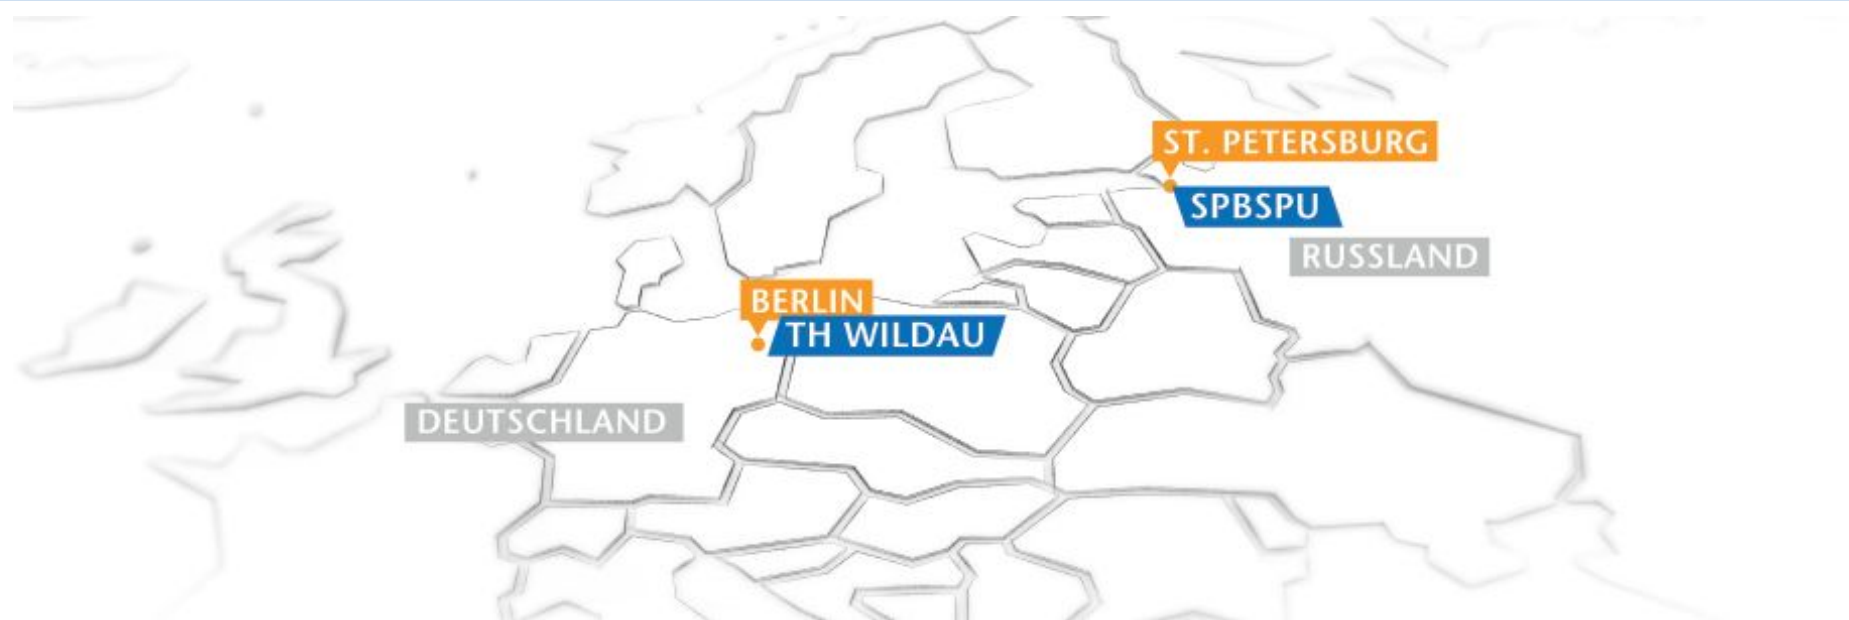 ST. PETERSBURG
SPBSPU
RUSSLAND
BERLIN
TH WILDAU
DEUTSCHLAND